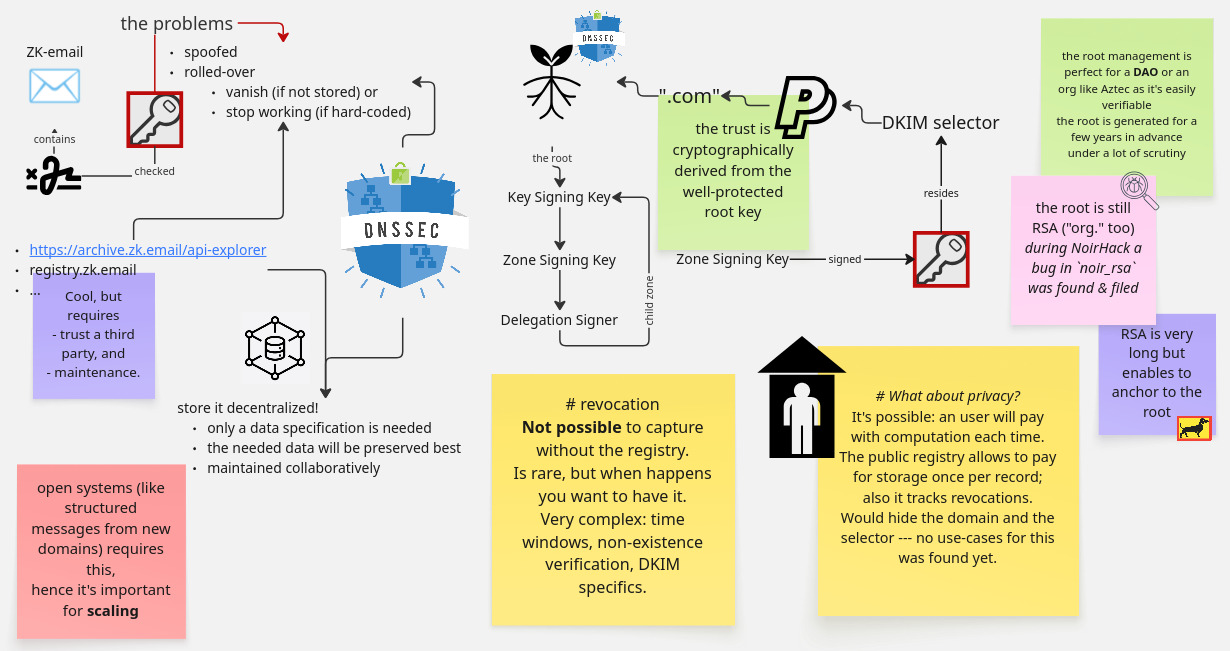 the problems
ZK-email
contains
checked
• spoofed
• rolled-over
• vanish (if not stored) or
• stop working (if hard-coded)
• https://archive.zk.email/api-explorer
• registry.zk.email
• ...
Cool, but
requires
- trust a third
party, and
- maintenance.
DNSSEC
store it decentralized!
• only a data specification is needed
• the needed data will be preserved best
• maintained collaboratively
open systems (like
structured
messages from new
domains) requires
this,
hence it's important
for scaling
DNSSEC
the root
Key Signing Key
Zone Signing Key
Delegation Signer
child zone
".com"
the trust is
cryptographically
derived from the
well-protected
root key
DKIM selector
resides
Zone Signing Key
signed
the root management is
perfect for a DAO or an
org like Aztec as it's easily
verifiable
the root is generated for a
few years in advance
under a lot of scrutiny
the root is still
RSA ("org." too)
during NoirHack a
bug in `noir_rsa`
was found & filed
RSA is very
long but
enables to
anchor to the
root
# revocation
Not possible to capture
without the registry.
Is rare, but when happens
you want to have it.
Very complex: time
windows, non-existence
verification, DKIM
specifics.
# What about privacy?
It's possible: an user will pay
with computation each time.
The public registry allows to pay
for storage once per record;
also it tracks revocations.
Would hide the domain and the
selector --- no use-cases for this
was found yet.